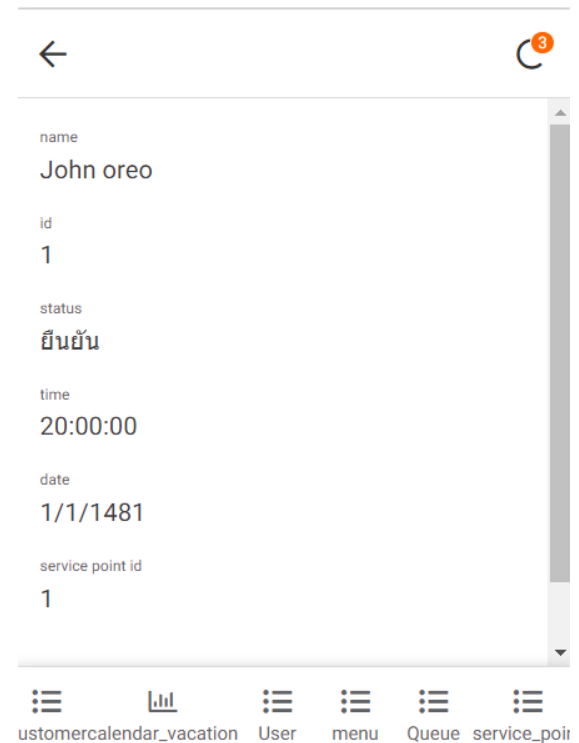 3
name
John oreo
id
1
status
ยืนยัน
time
20:00:00
date
1/1/1481
service point id
1
ustomercalendar_vacation User menu Queue service_poin